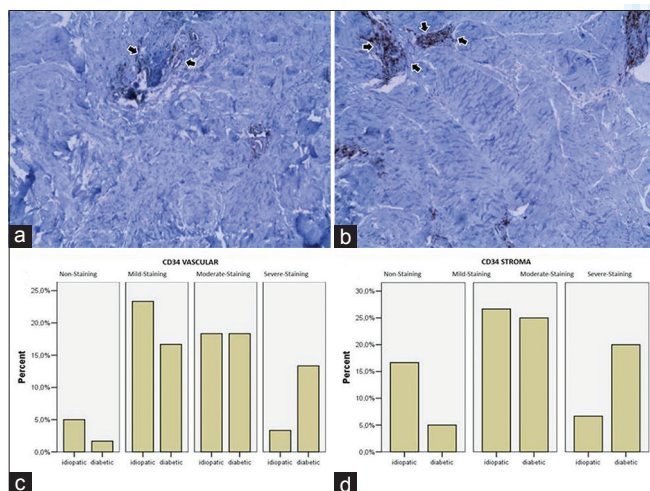 a
b
CD34 VASCULAR
Non-Staining Mild-Staining Moderate-Staining Severe-Staining
25,0%
20,0%
15,0%
10,0%
5,0%
0,0%
Percent
idiopatic diabetic idiopatic diabetic idiopatic diabetic idiopatic diabetic
c
CD34 STROMA
Non-Staining Mild-Staining Moderate-Staining Severe-Staining
30,0%
25,0%
20,0%
15,0%
10,0%
5,0%
0,0%
Percent
idiopatic diabetic idiopatic diabetic idiopatic diabetic
d